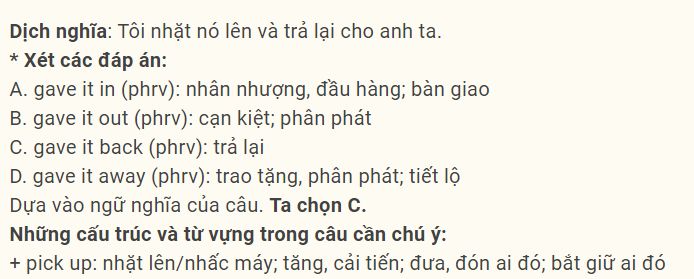 Dịch nghĩa: Tôi nhặt nó lên và trả lại cho anh ta.
* Xét các đáp án:
A. gave it in (phrv): nhân nhượng, đầu hàng; bàn giao
B. gave it out (phrv): cạn kiệt; phân phát
C. gave it back (phrv): trả lại
D. gave it away (phrv): trao tặng, phân phát; tiết lộ
Dựa vào ngữ nghĩa của câu. Ta chọn C.
Những cấu trúc và từ vựng trong câu cần chú ý:
+ pick up: nhặt lên/nhấc máy; tăng, cải tiến; đưa, đón ai đó; bắt giữ ai đó